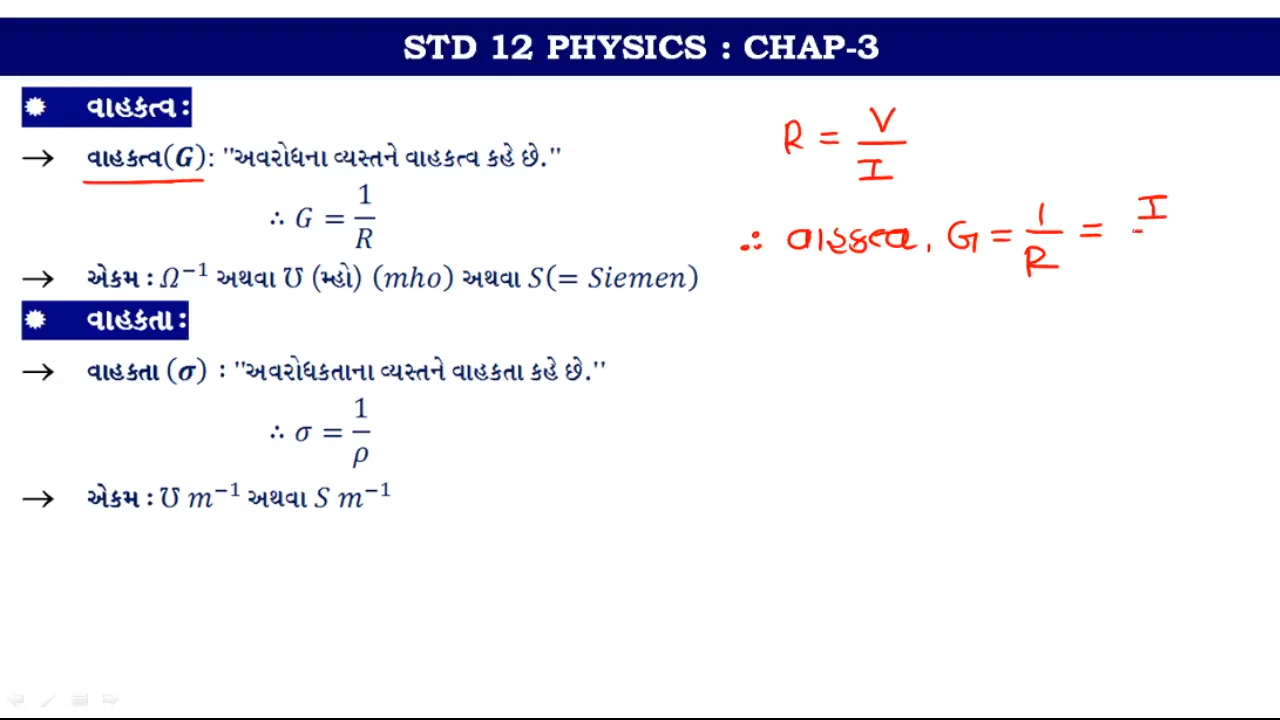 STD 12 PHYSICS : CHAP-3
વાહકત્વ :
→ વાહકત્વ(G): "અવરોધના વ્યસ્તને વાહકત્વ કહે છે."
∴ G = 1/R
→ એકમ : Ω⁻¹ અથવા ℧ (મ્હો) (mho) અથવા S(= Siemen)
વાહકતા :
→ વાહકતા (σ) : "અવરોધકતાના વ્યસ્તને વાહકતા કહે છે."
∴ σ = 1/ρ
→ એકમ : ℧ m⁻¹ અથવા S m⁻¹
R = V/I
∴ વાહકત્વ, G = 1/R = I